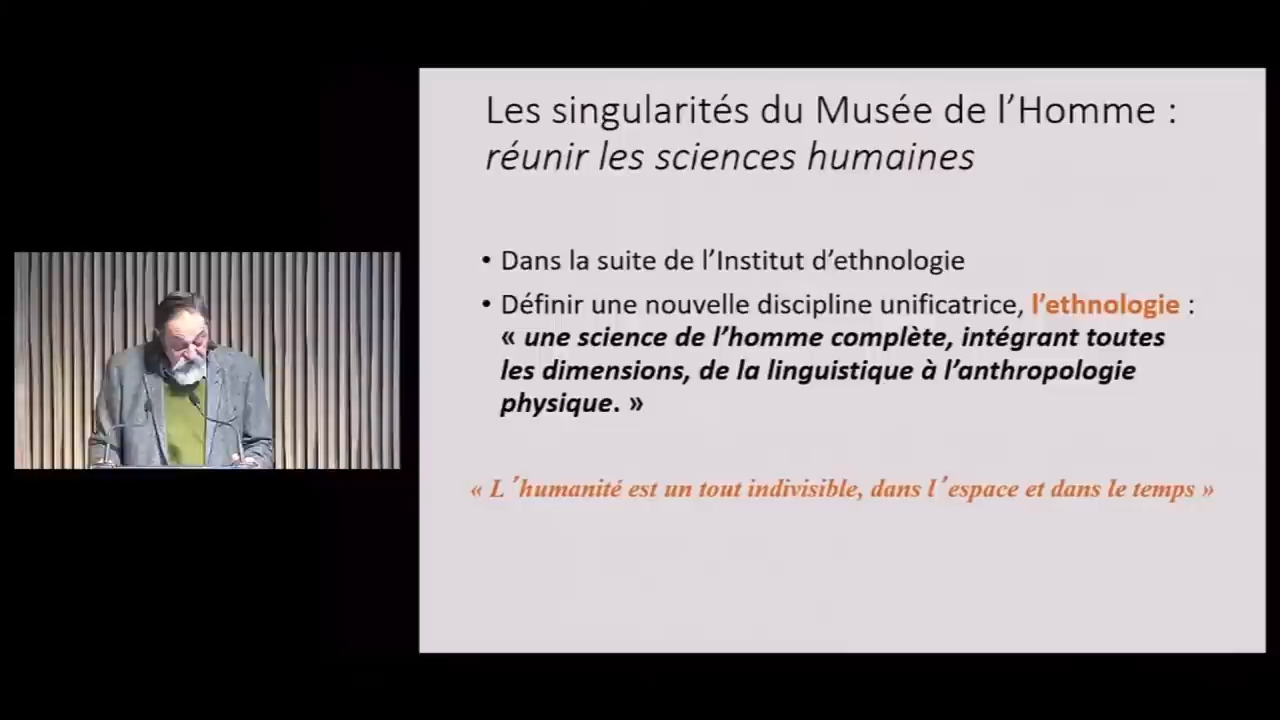 Les singularités du Musée de l’Homme :
réunir les sciences humaines
• Dans la suite de l’Institut d’ethnologie
• Définir une nouvelle discipline unificatrice, l’ethnologie :
« une science de l’homme complète, intégrant toutes
les dimensions, de la linguistique à l’anthropologie
physique. »
« L ’humanité est un tout indivisible, dans l ’espace et dans le temps »